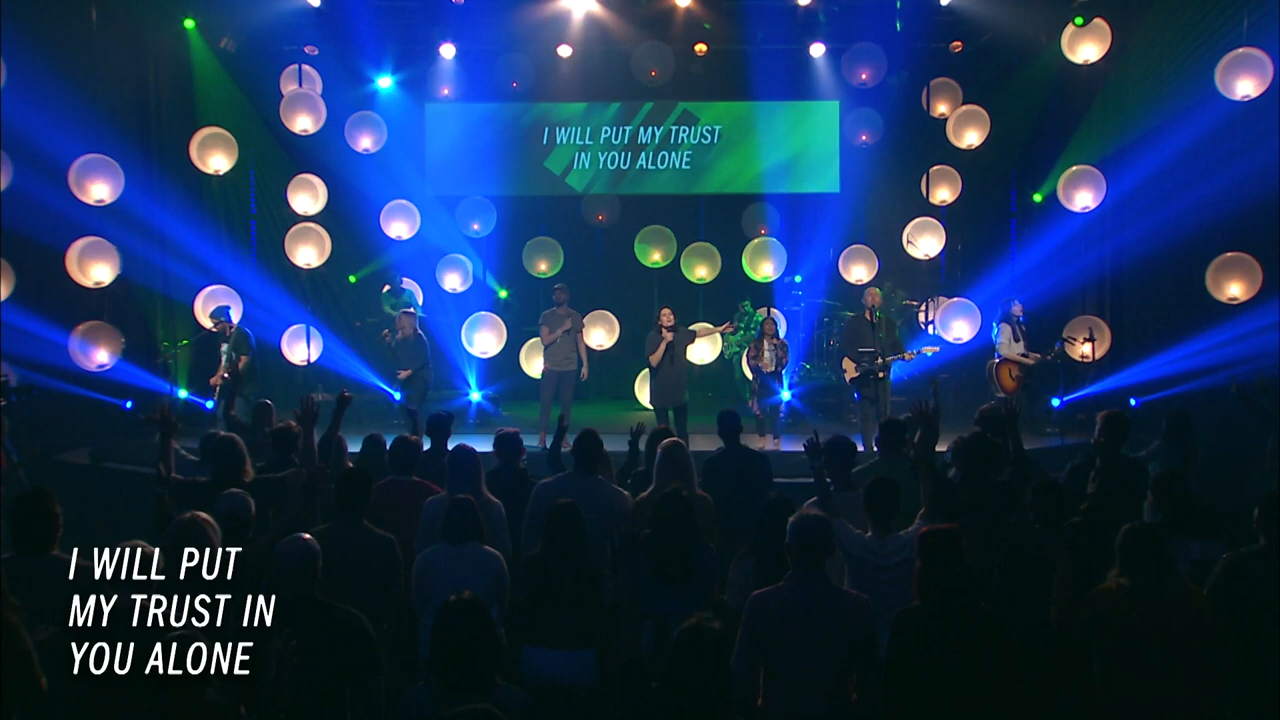 I WILL PUT MY TRUST
IN YOU ALONE
I WILL PUT
MY TRUST IN
YOU ALONE